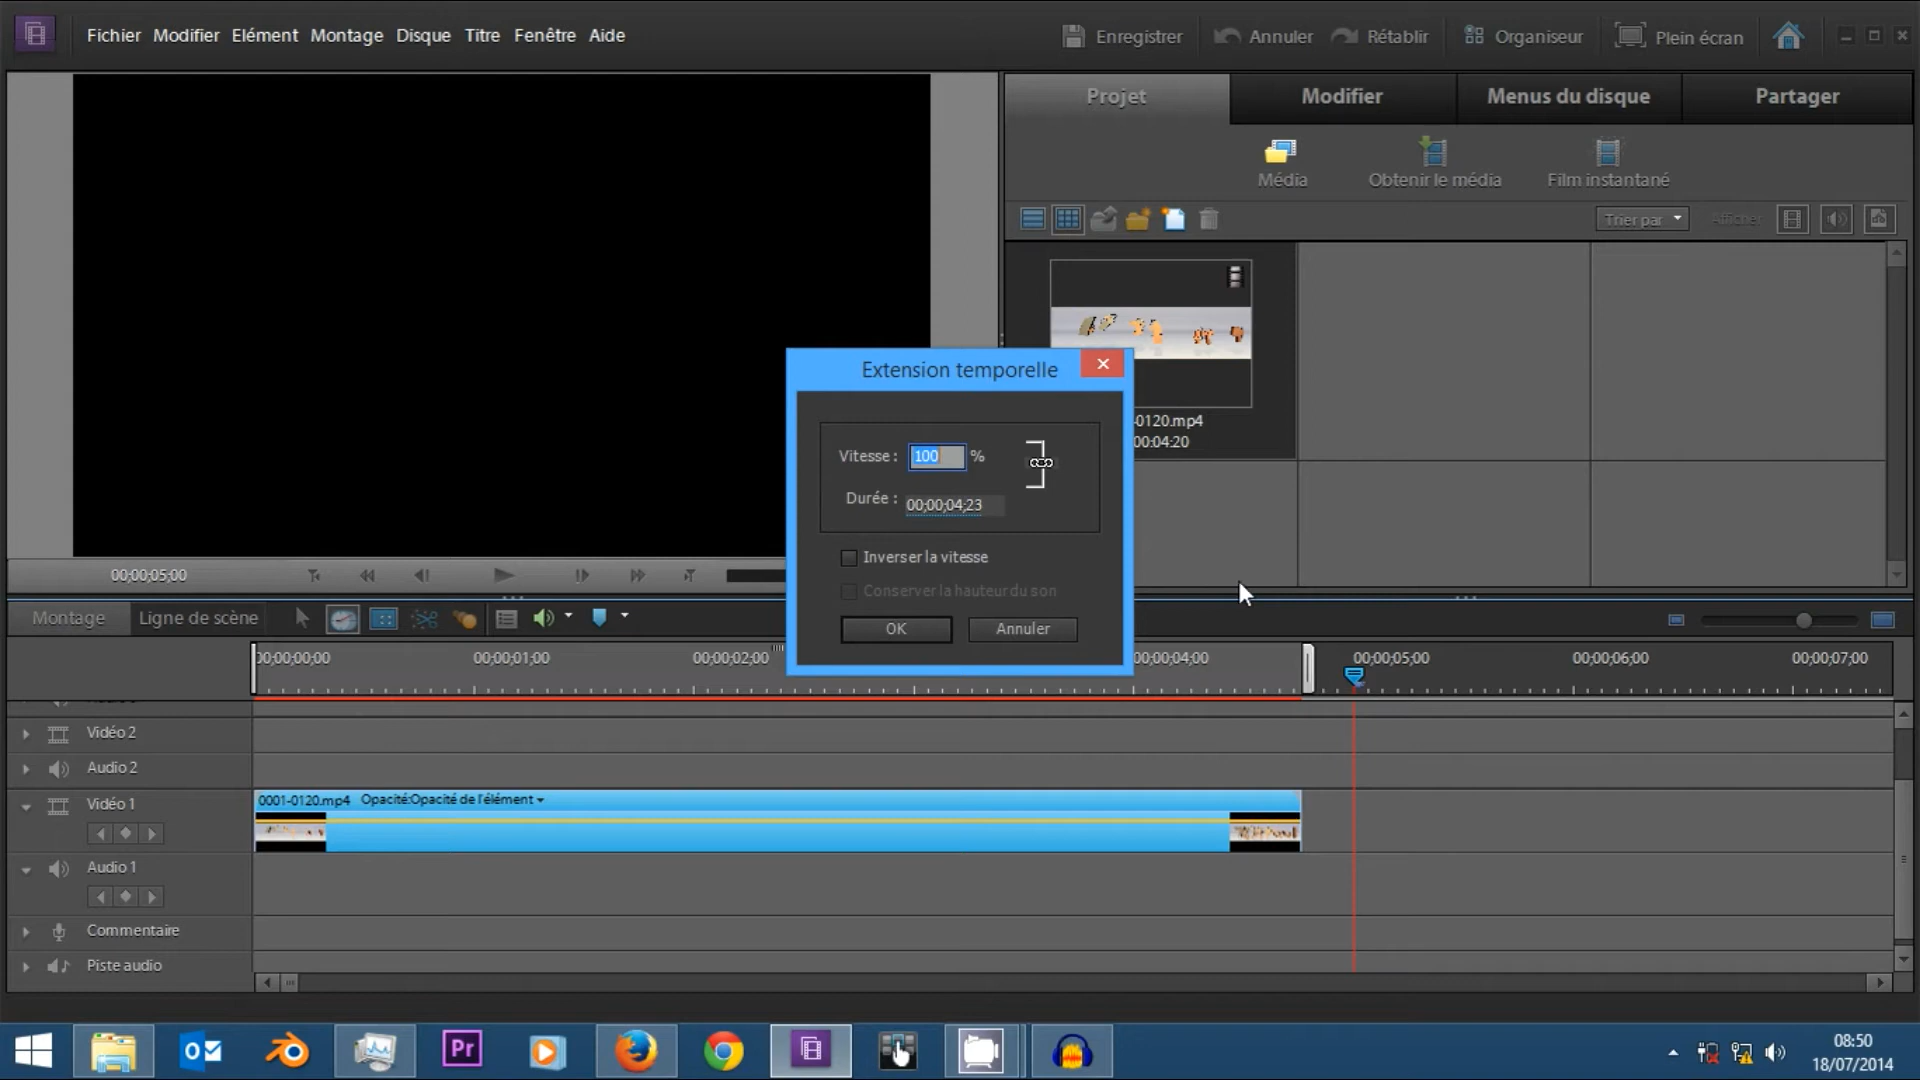 Fichier Modifier Elément Montage Disque Titre Fenêtre Aide
Enregistrer Annuler Rétablir Organiseur Plein écran
Projet Modifier Menus du disque Partager
Média Obtenir le média Film instantané
Trier par Afficher
-0120.mp4
00:04:20
Extension temporelle
Vitesse : 100 %
Durée : 00;00;04;23
Inverser la vitesse
Conserver la hauteur du son
OK Annuler
00;00;05;00
Montage Ligne de scène
00;00;00;00 00;00;01;00 00;00;02;00 00;00;04;00 00;00;05;00 00;00;06;00 00;00;07;00
Vidéo 2
Audio 2
Vidéo 1
0001-0120.mp4 Opacité:Opacité de l'élément
Audio 1
Commentaire
Piste audio
Pr
08:50
18/07/2014